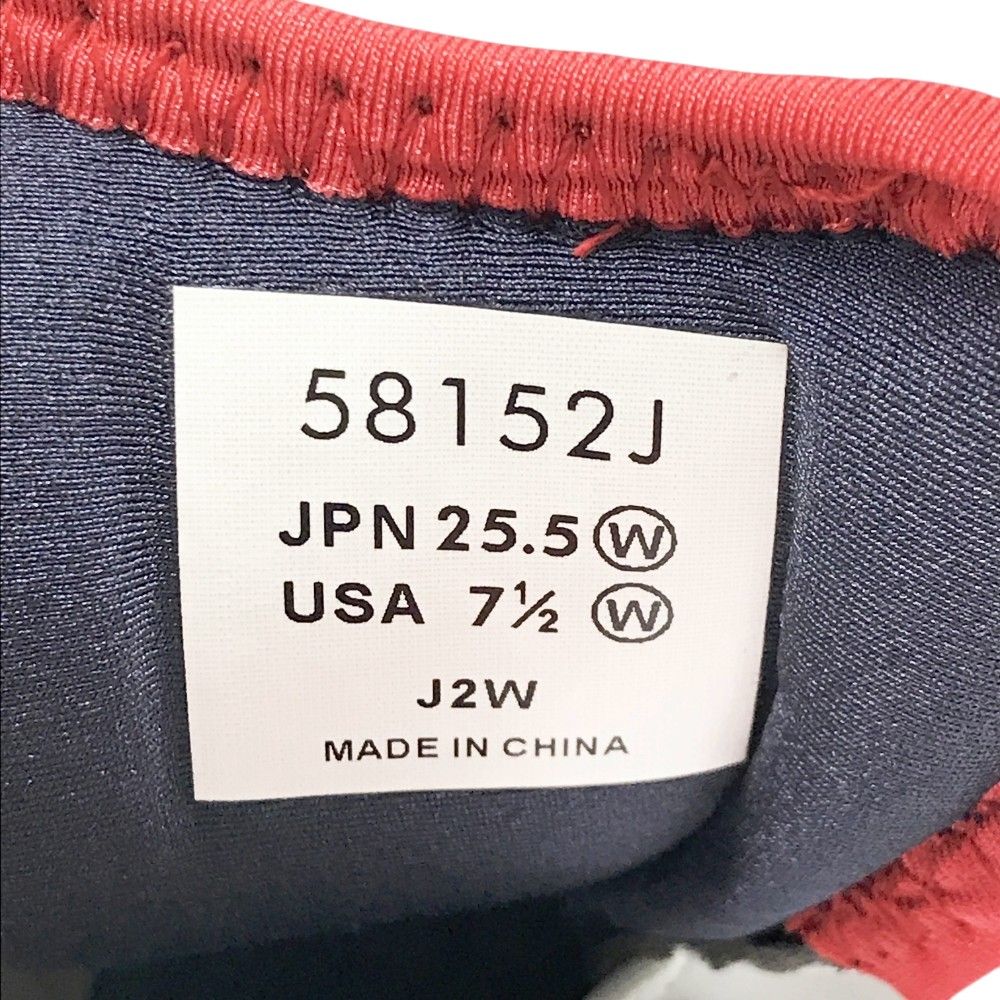 58152J
JPN 25.5 Ⓦ
USA 7½ Ⓦ
J2W
MADE IN CHINA